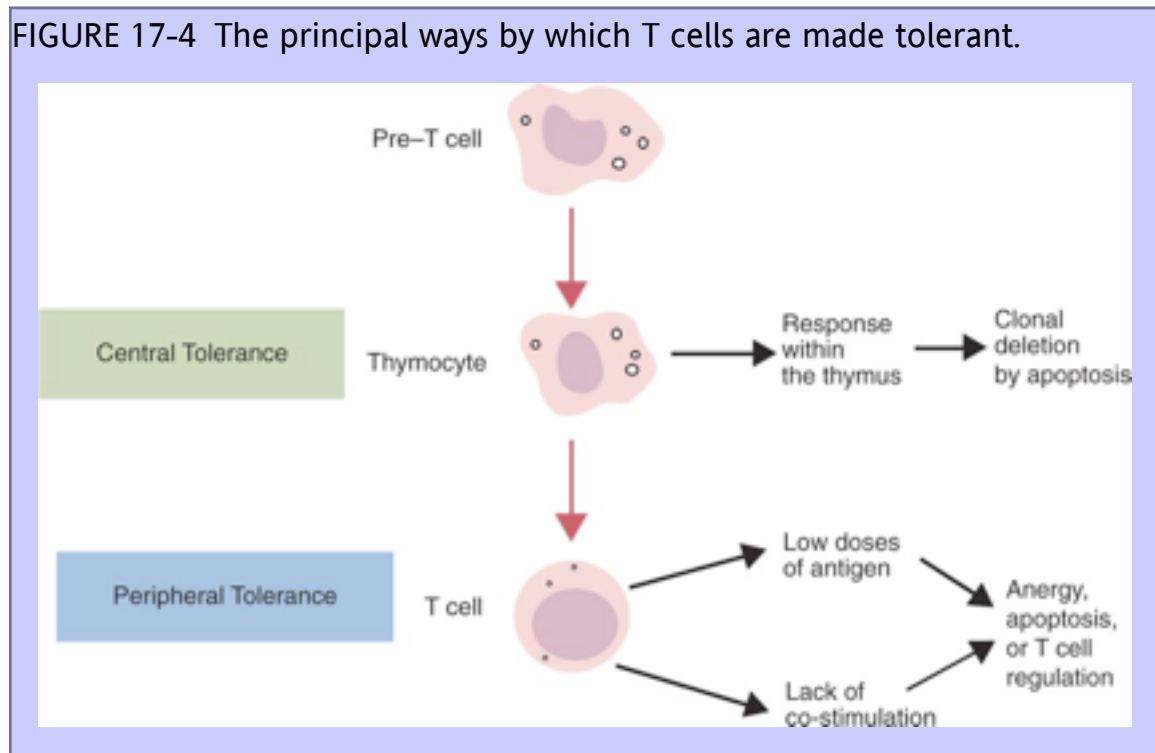 FIGURE 17-4 The principal ways by which T cells are made tolerant.
Pre–T cell
Central Tolerance
Thymocyte
Response
within
the thymus
Clonal
deletion
by apoptosis
Peripheral Tolerance
T cell
Low doses
of antigen
Lack of
co-stimulation
Anergy,
apoptosis,
or T cell
regulation